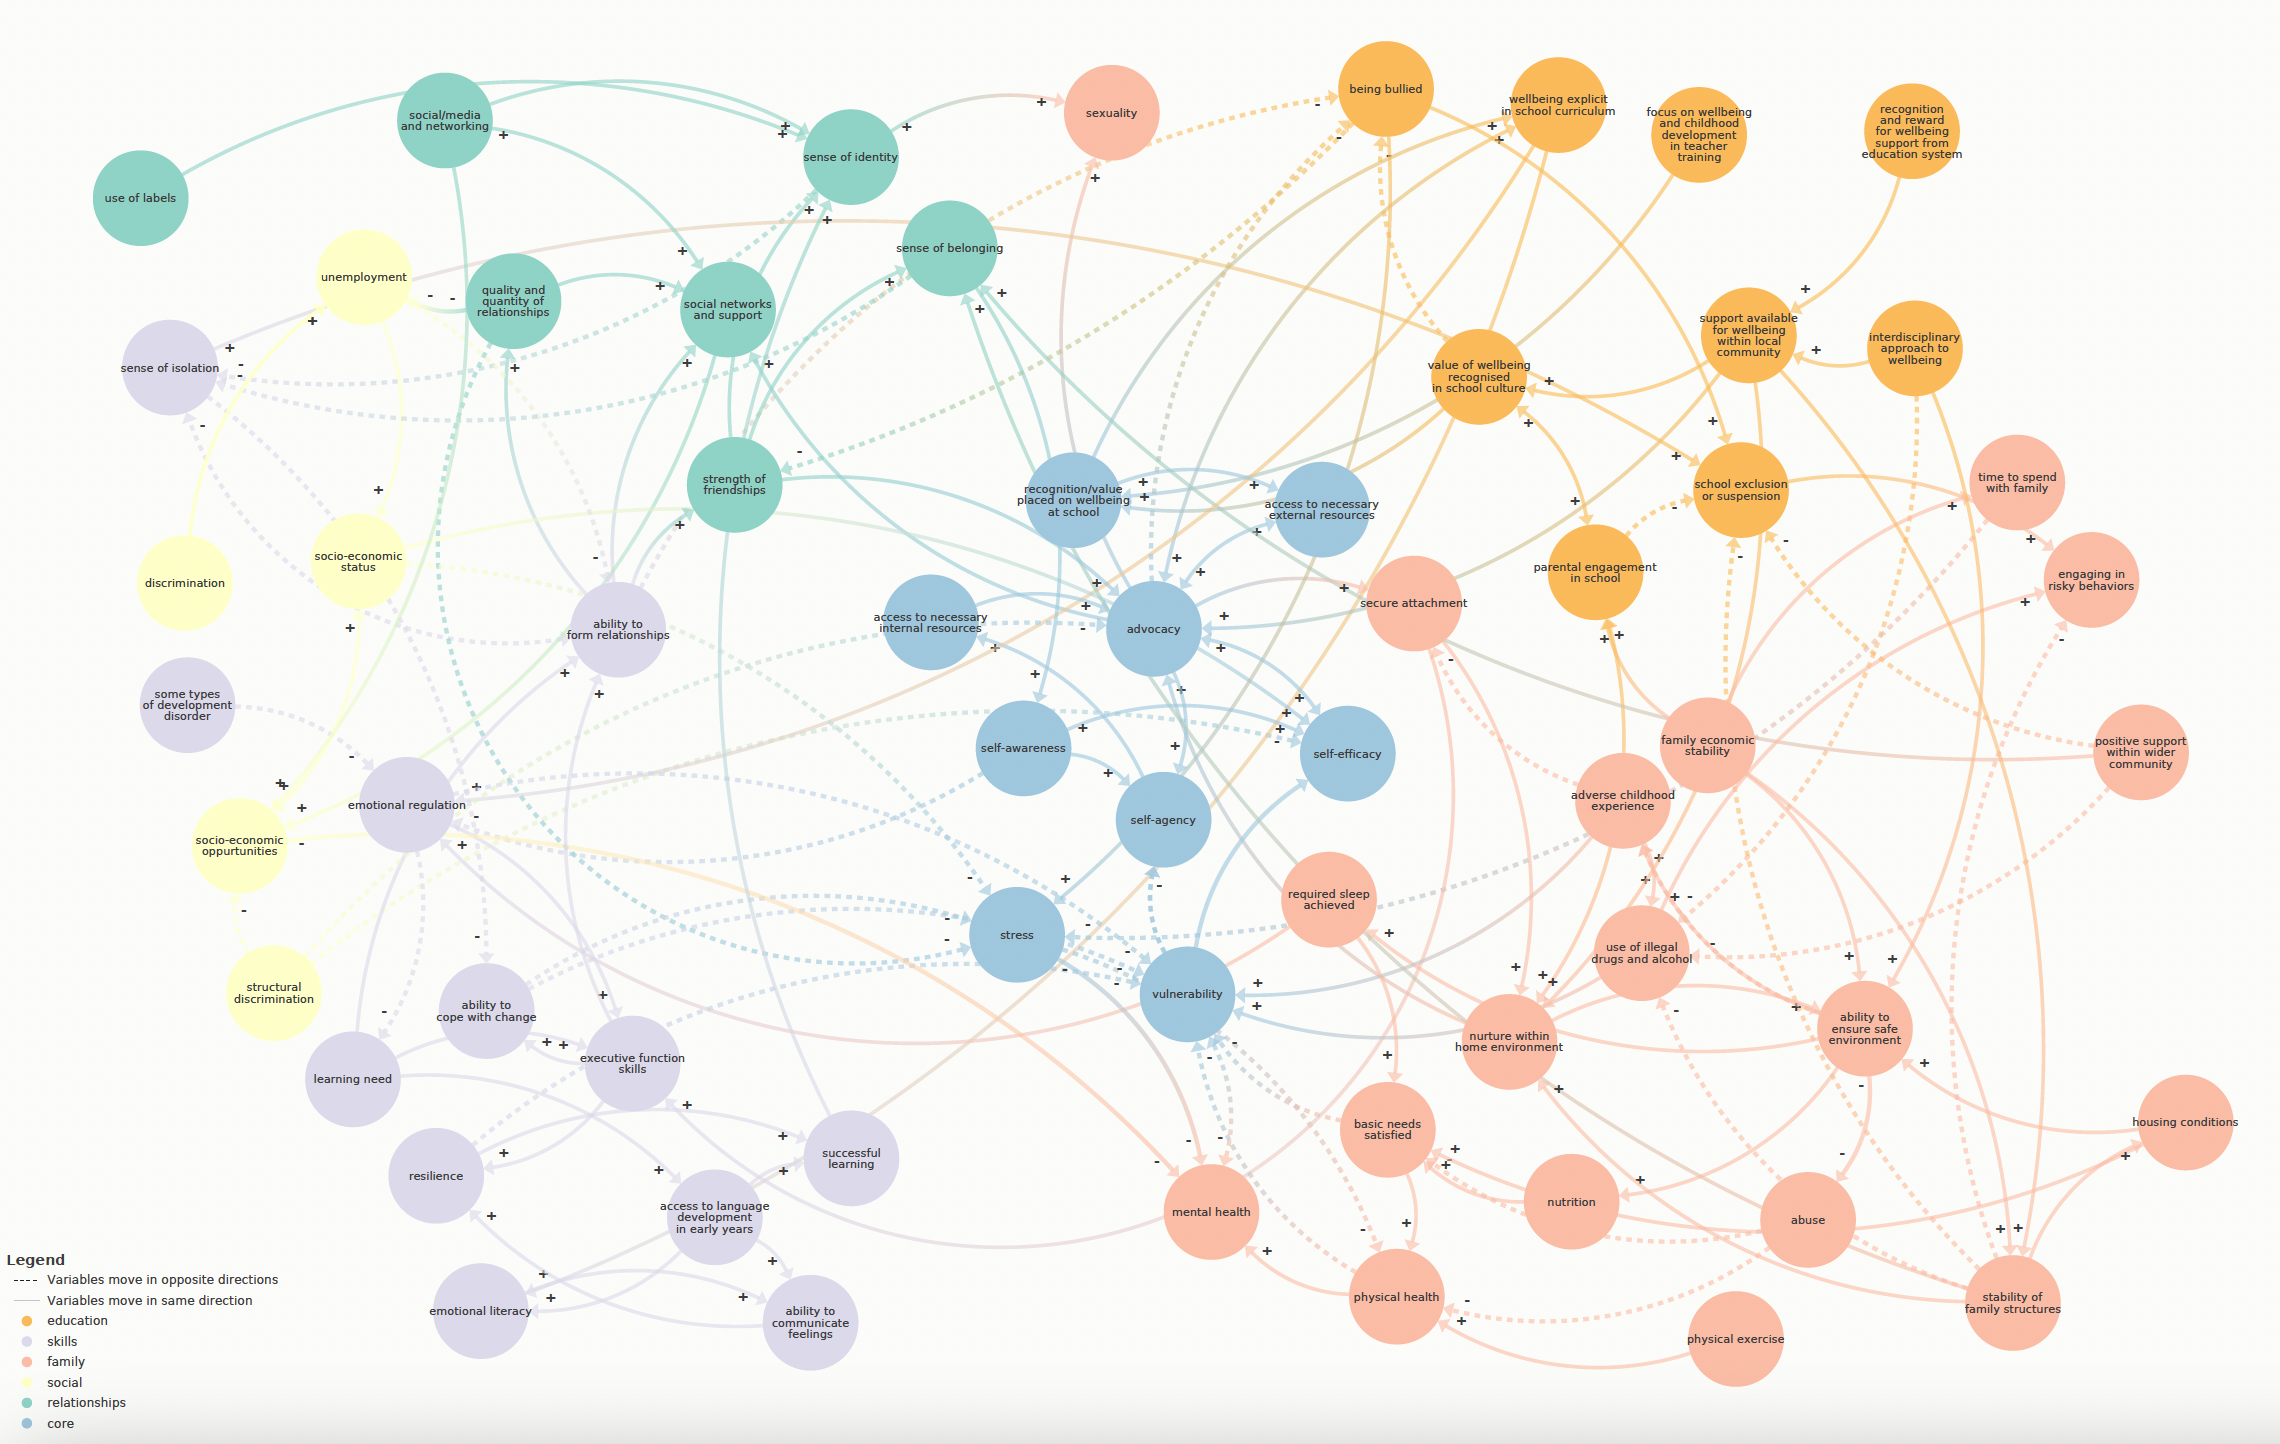 social/media
and networking
use of labels
sense of identity
sexuality
being bullied
wellbeing explicit
in school curriculum
focus on wellbeing
and childhood
development
in teacher
training
recognition
and reward
for wellbeing
support from
education system
unemployment
quality and
quantity of
relationships
social networks
and support
sense of belonging
sense of isolation
value of wellbeing
recognised
in school culture
support available
for wellbeing
within local
community
interdisciplinary
approach to
wellbeing
strength of
friendships
recognition/value
placed on wellbeing
at school
access to necessary
external resources
school exclusion
or suspension
time to spend
with family
socio-economic
status
discrimination
ability to
form relationships
access to necessary
internal resources
advocacy
secure attachment
parental engagement
in school
engaging in
risky behaviors
some types
of development
disorder
self-awareness
self-efficacy
family economic
stability
positive support
within wider
community
emotional regulation
socio-economic
oppurtunities
self-agency
adverse childhood
experience
required sleep
achieved
stress
vulnerability
use of illegal
drugs and alcohol
structural
discrimination
ability to
cope with change
executive function
skills
learning need
nurture within
home environment
ability to
ensure safe
environment
basic needs
satisfied
housing conditions
resilience
successful
learning
access to language
development
in early years
mental health
nutrition
abuse
emotional literacy
ability to
communicate
feelings
physical health
physical exercise
stability of
family structures
Legend
Variables move in opposite directions
Variables move in same direction
education
skills
family
social
relationships
core